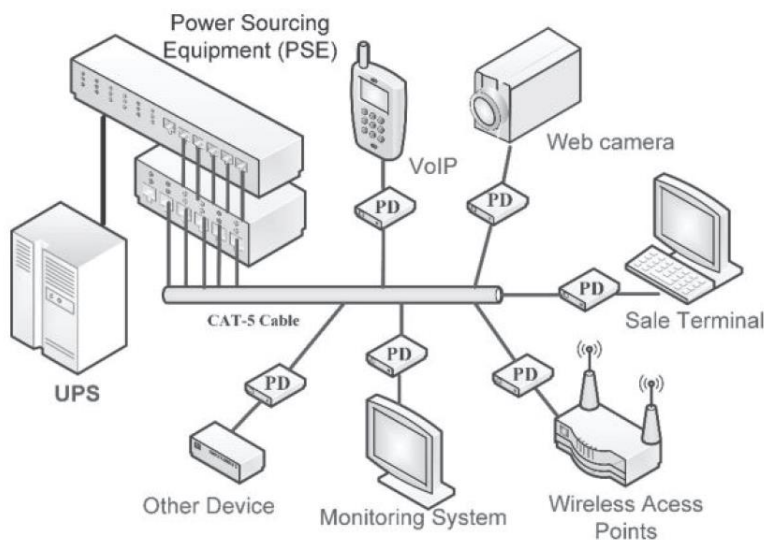 Power Sourcing
Equipment (PSE)
VoIP
Web camera
PD
PD
PD
Sale Terminal
CAT-5 Cable
UPS
PD
PD
PD
Other Device
Monitoring System
Wireless Acess
Points